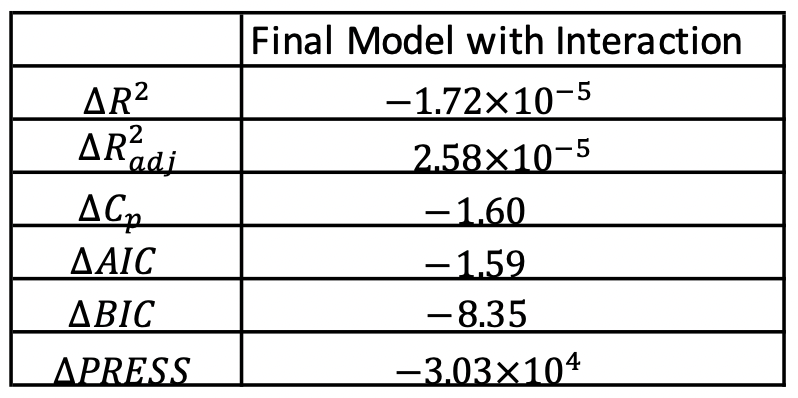 Final Model with Interaction
Δ𝑅² −1.72×10⁻⁵
Δ𝑅²adj 2.58×10⁻⁵
Δ𝐶p −1.60
Δ𝐴𝐼𝐶 −1.59
Δ𝐵𝐼𝐶 −8.35
Δ𝑃𝑅𝐸𝑆𝑆 −3.03×10⁴